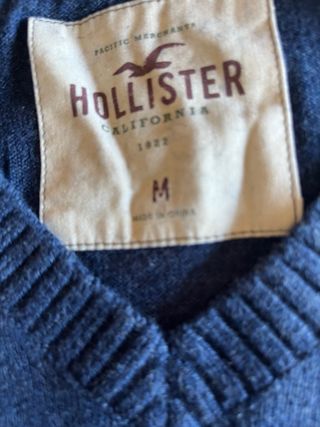 PACIFIC MERCHANTS
HOLLISTER
CALIFORNIA
1922
M
MADE IN CHINA